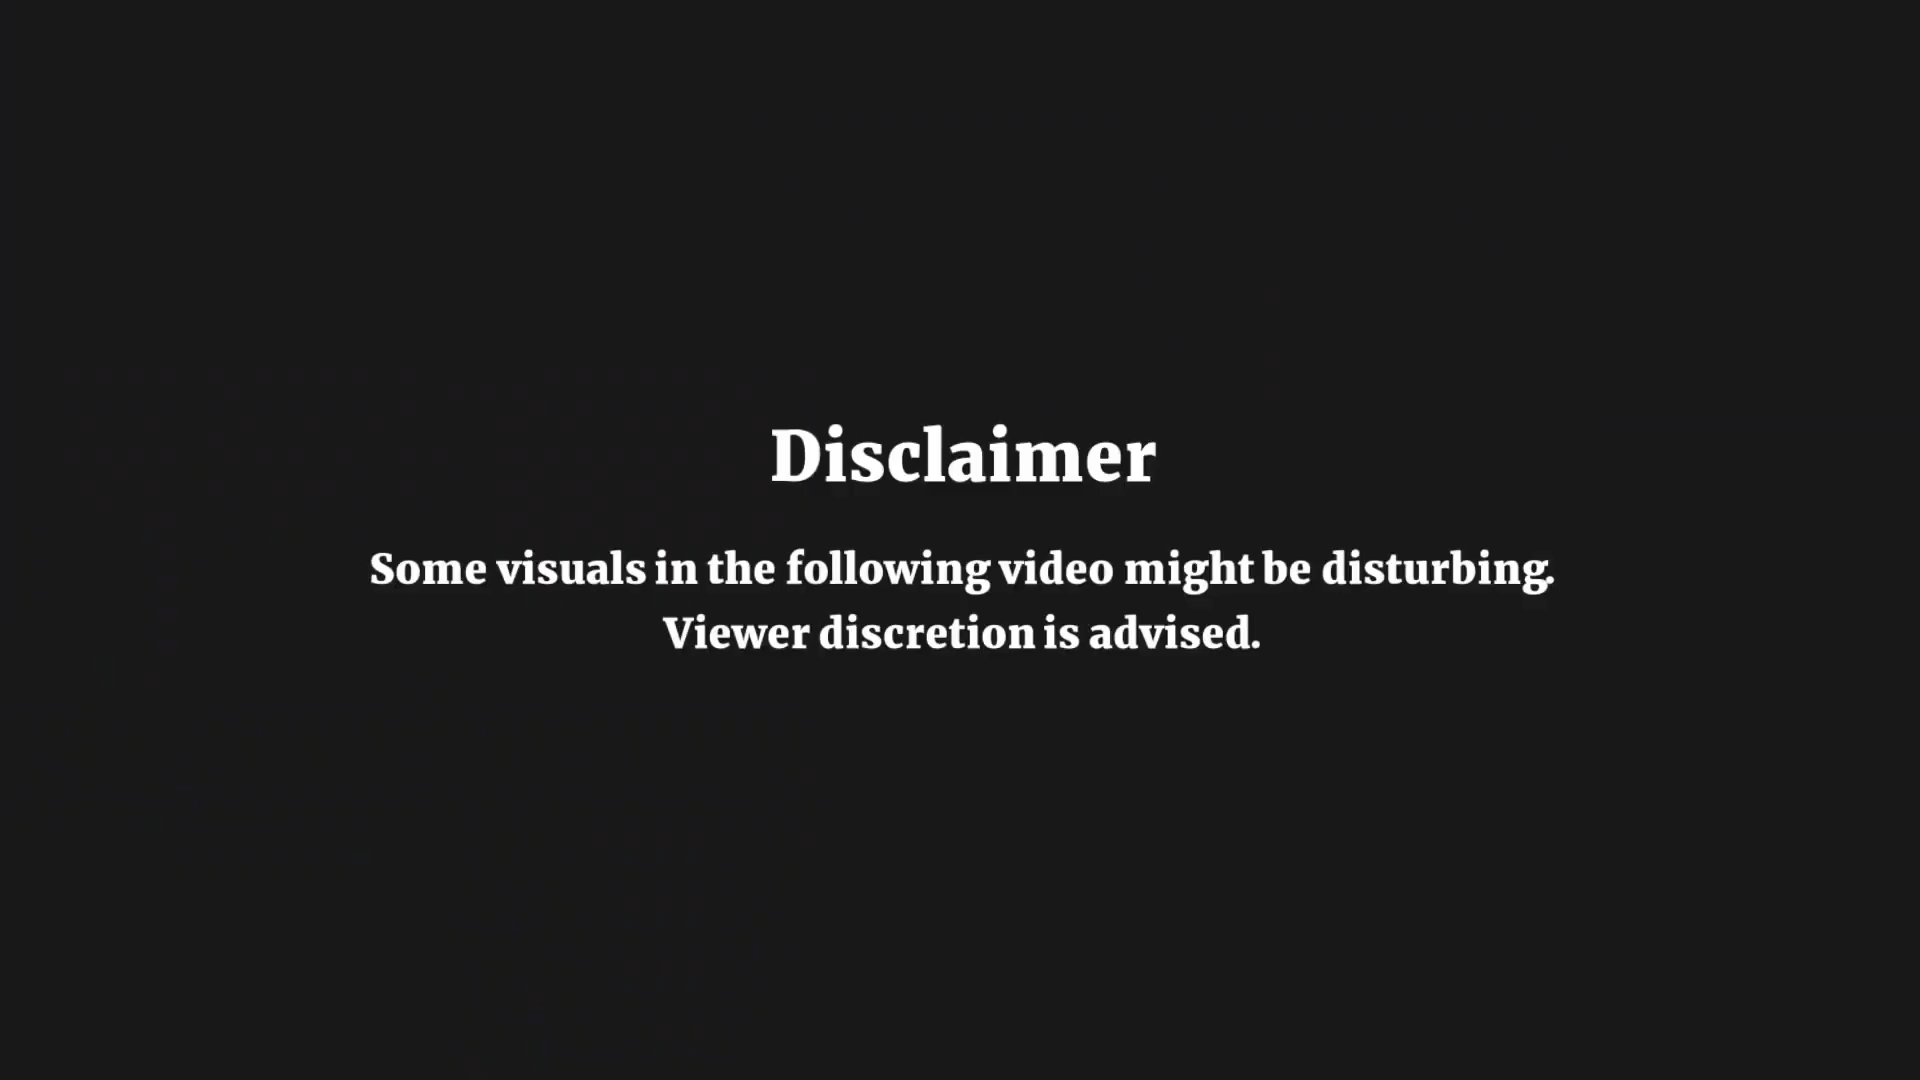 Disclaimer
Some visuals in the following video might be disturbing.
Viewer discretion is advised.